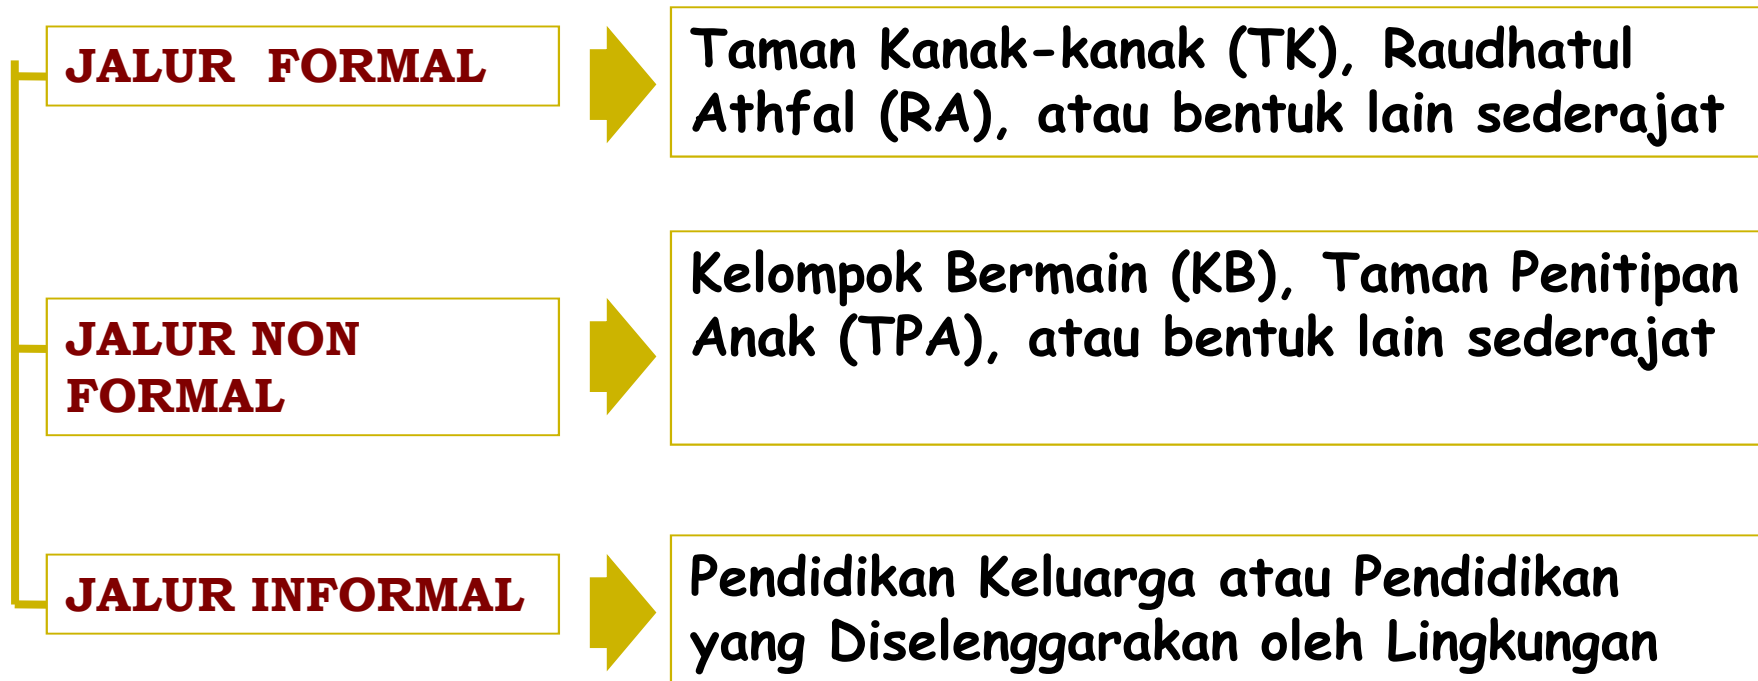 JALUR FORMAL
Taman Kanak-kanak (TK), Raudhatul
Athfal (RA), atau bentuk lain sederajat
JALUR NON
FORMAL
Kelompok Bermain (KB), Taman Penitipan
Anak (TPA), atau bentuk lain sederajat
JALUR INFORMAL
Pendidikan Keluarga atau Pendidikan
yang Diselenggarakan oleh Lingkungan